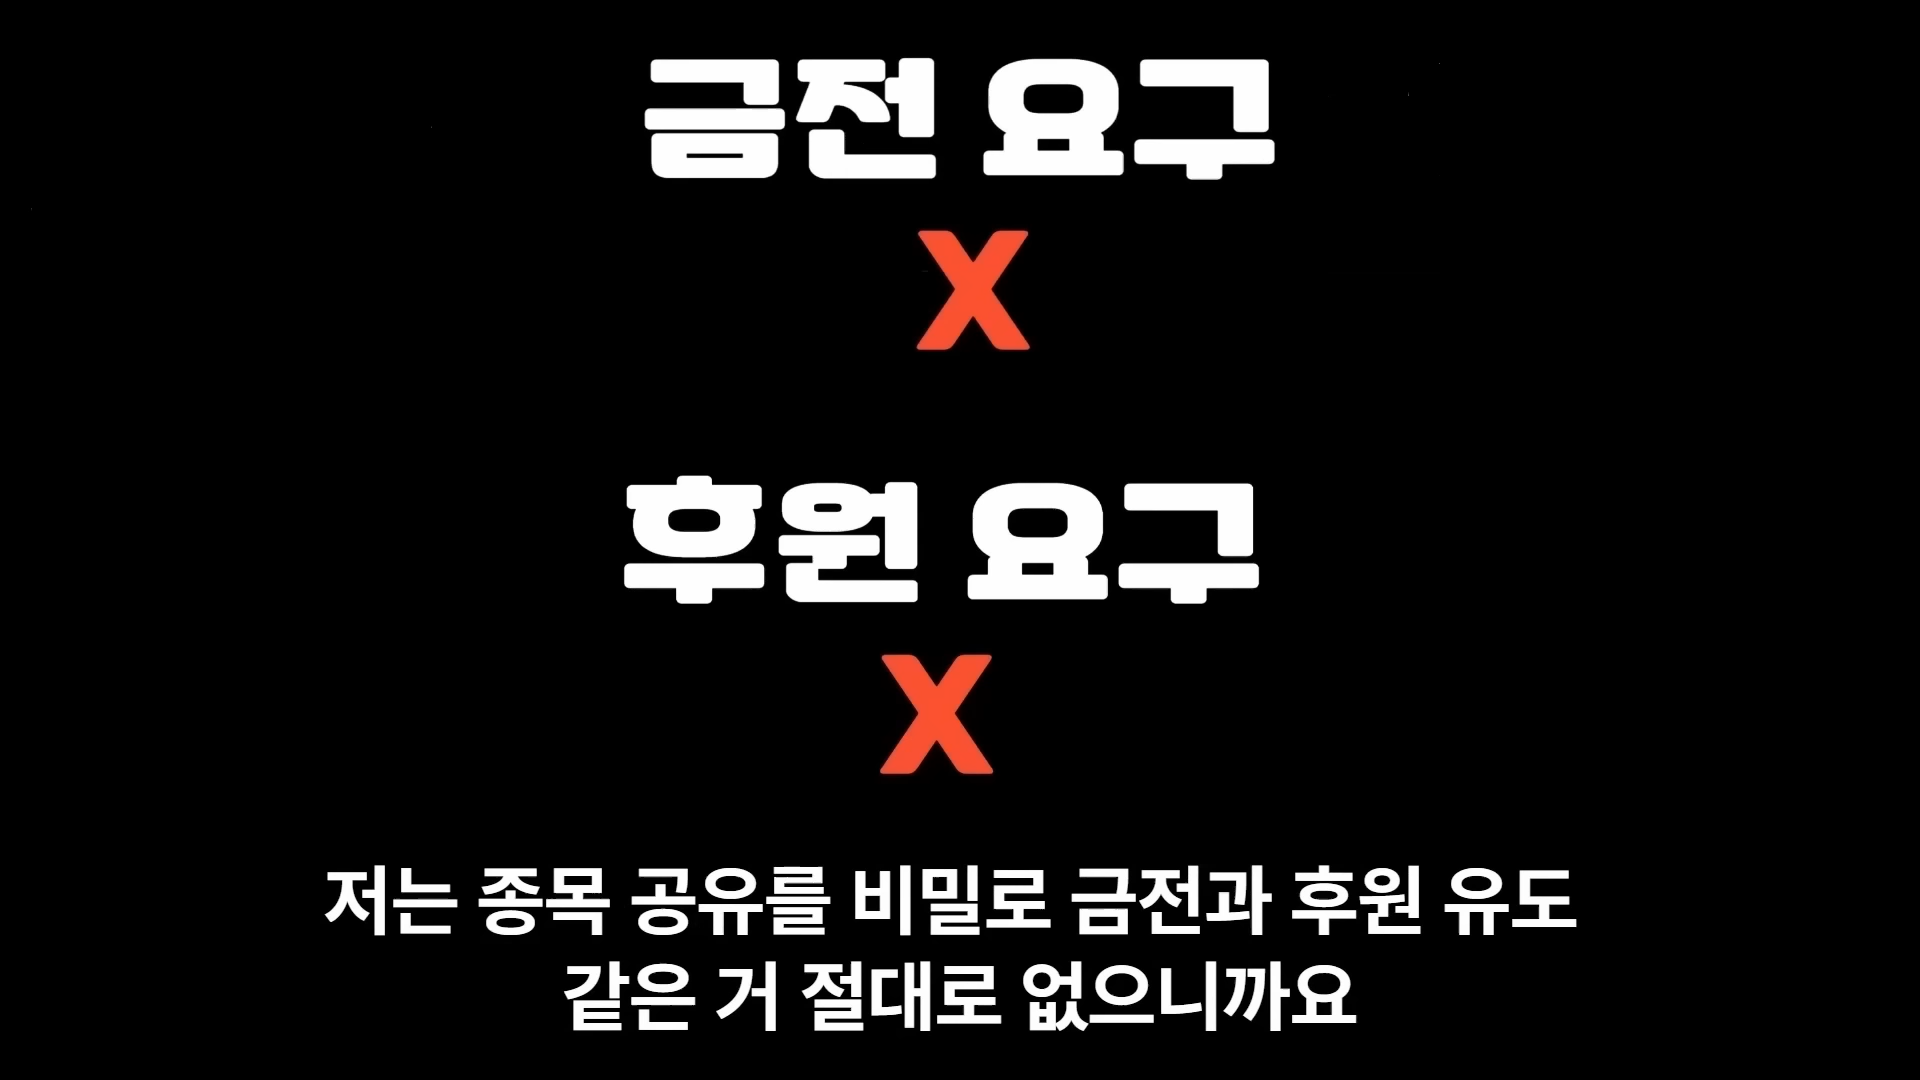 금전 요구
X
후원 요구
X
저는 종목 공유를 비밀로 금전과 후원 유도
같은 거 절대로 없으니까요